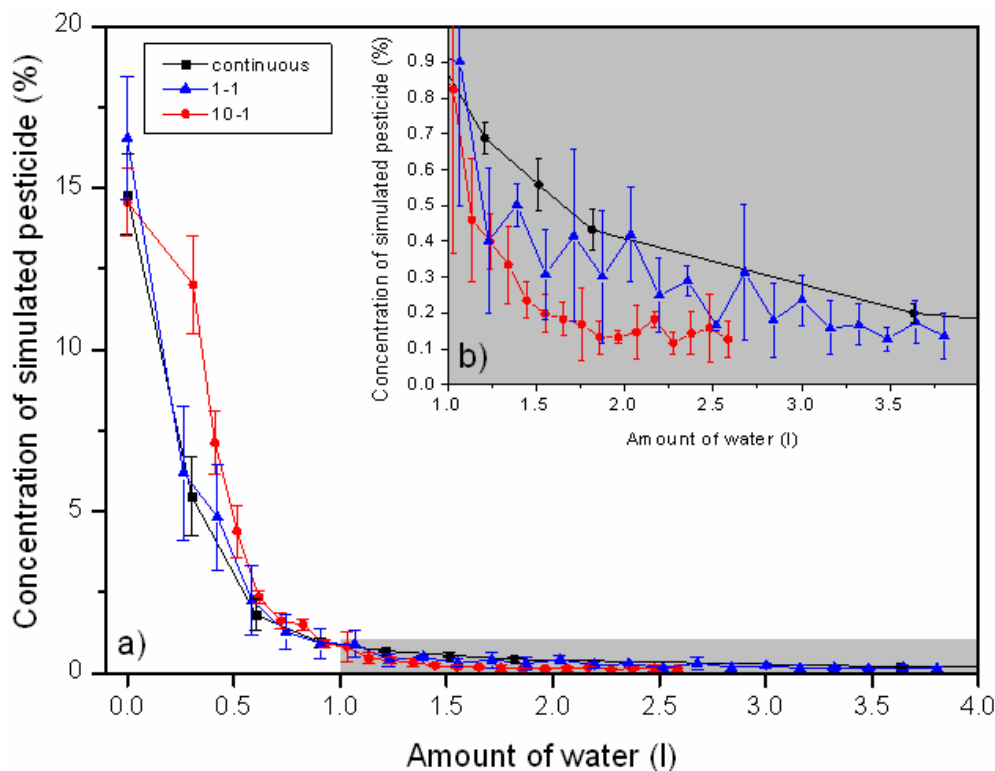 20
15
10
5
0
Concentration of simulated pesticide (%)
continuous
1-1
10-1
a)
0.0 0.5 1.0 1.5 2.0 2.5 3.0 3.5 4.0
Amount of water (l)
0.9
0.8
0.7
0.6
0.5
0.4
0.3
0.2
0.1
0.0
Concentration of simulated pesticide (%)
b)
1.0 1.5 2.0 2.5 3.0 3.5
Amount of water (l)